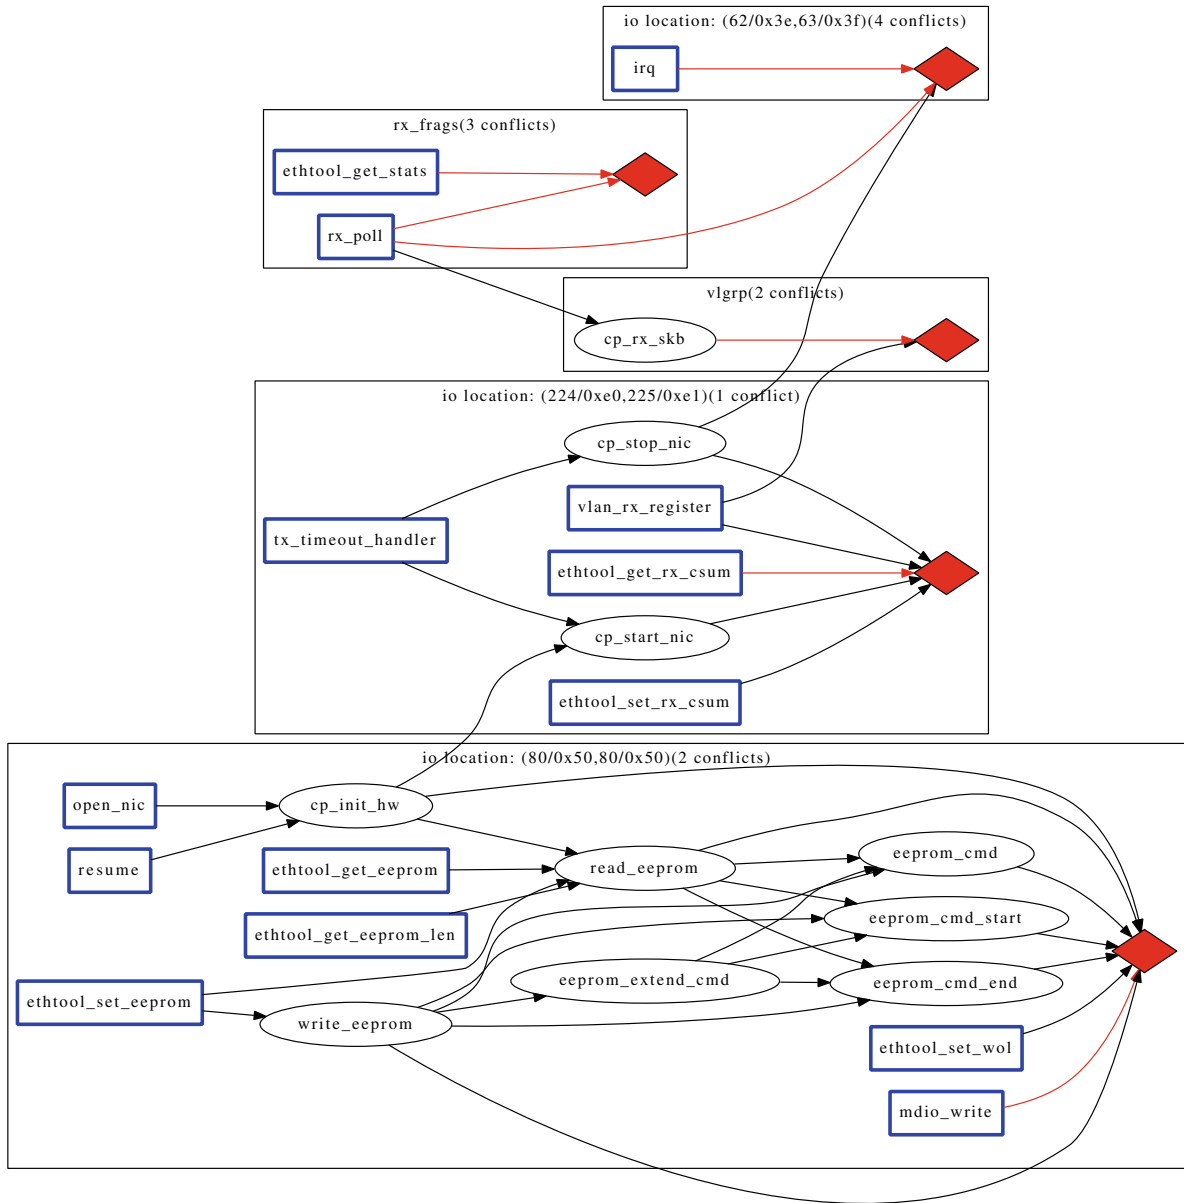 io location: (62/0x3e,63/0x3f)(4 conflicts)
irq
rx_frags(3 conflicts)
ethtool_get_stats
rx_poll
vlgrp(2 conflicts)
cp_rx_skb
io location: (224/0xe0,225/0xe1)(1 conflict)
cp_stop_nic
vlan_rx_register
tx_timeout_handler
ethtool_get_rx_csum
cp_start_nic
ethtool_set_rx_csum
io location: (80/0x50,80/0x50)(2 conflicts)
open_nic
cp_init_hw
resume
ethtool_get_eeprom
read_eeprom
eeprom_cmd
ethtool_get_eeprom_len
eeprom_cmd_start
ethtool_set_eeprom
eeprom_extend_cmd
eeprom_cmd_end
write_eeprom
ethtool_set_wol
mdio_write